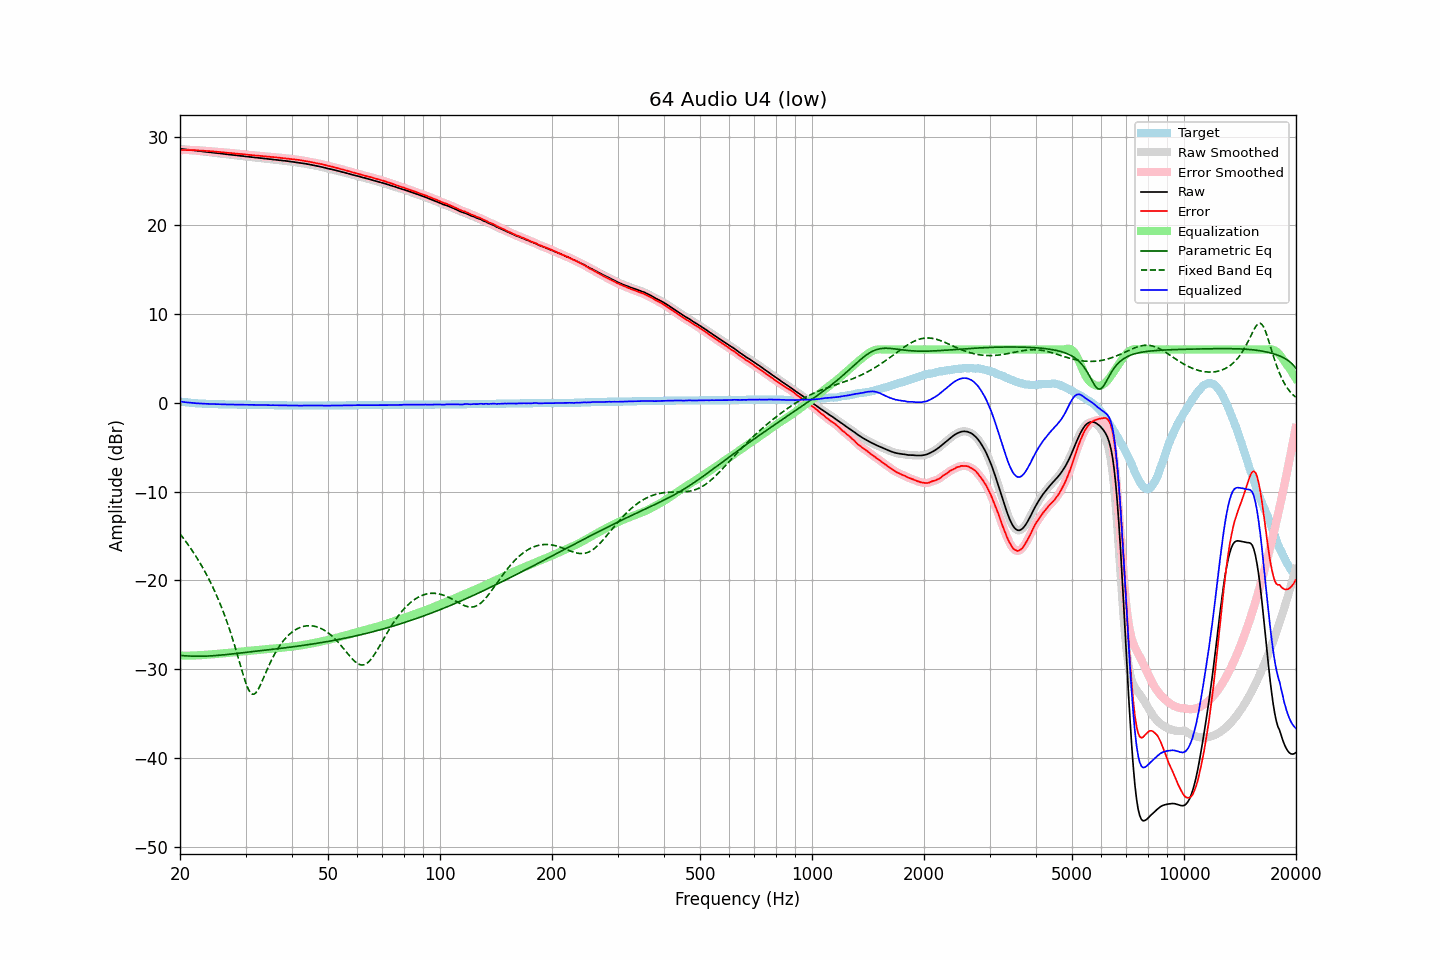 64 Audio U4 (low)
30
20
10
0
−10
−20
−30
−40
−50
Amplitude (dBr)
Target
Raw Smoothed
Error Smoothed
Raw
Error
Equalization
Parametric Eq
Fixed Band Eq
Equalized
20 50 100 200 500 1000 2000 5000 10000 20000
Frequency (Hz)